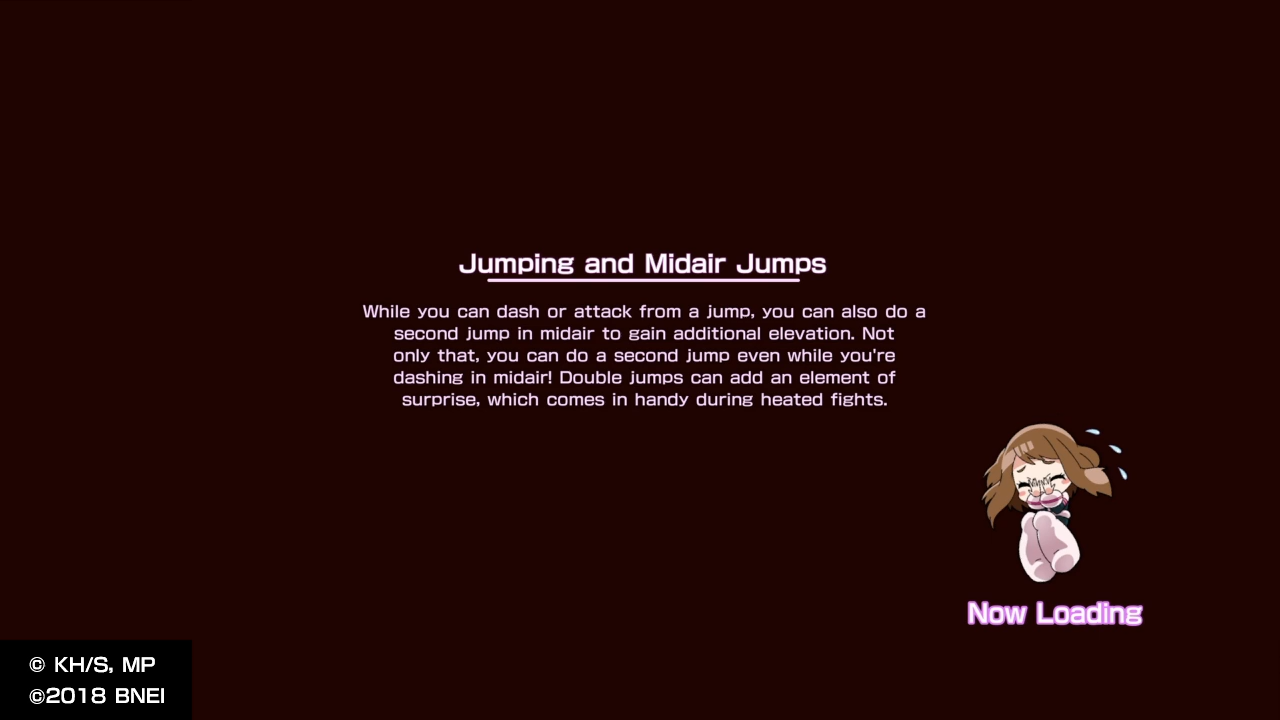 Jumping and Midair Jumps
While you can dash or attack from a jump, you can also do a
second jump in midair to gain additional elevation. Not
only that, you can do a second jump even while you're
dashing in midair! Double jumps can add an element of
surprise, which comes in handy during heated fights.
Now Loading
© KH/S, MP
©2018 BNEI